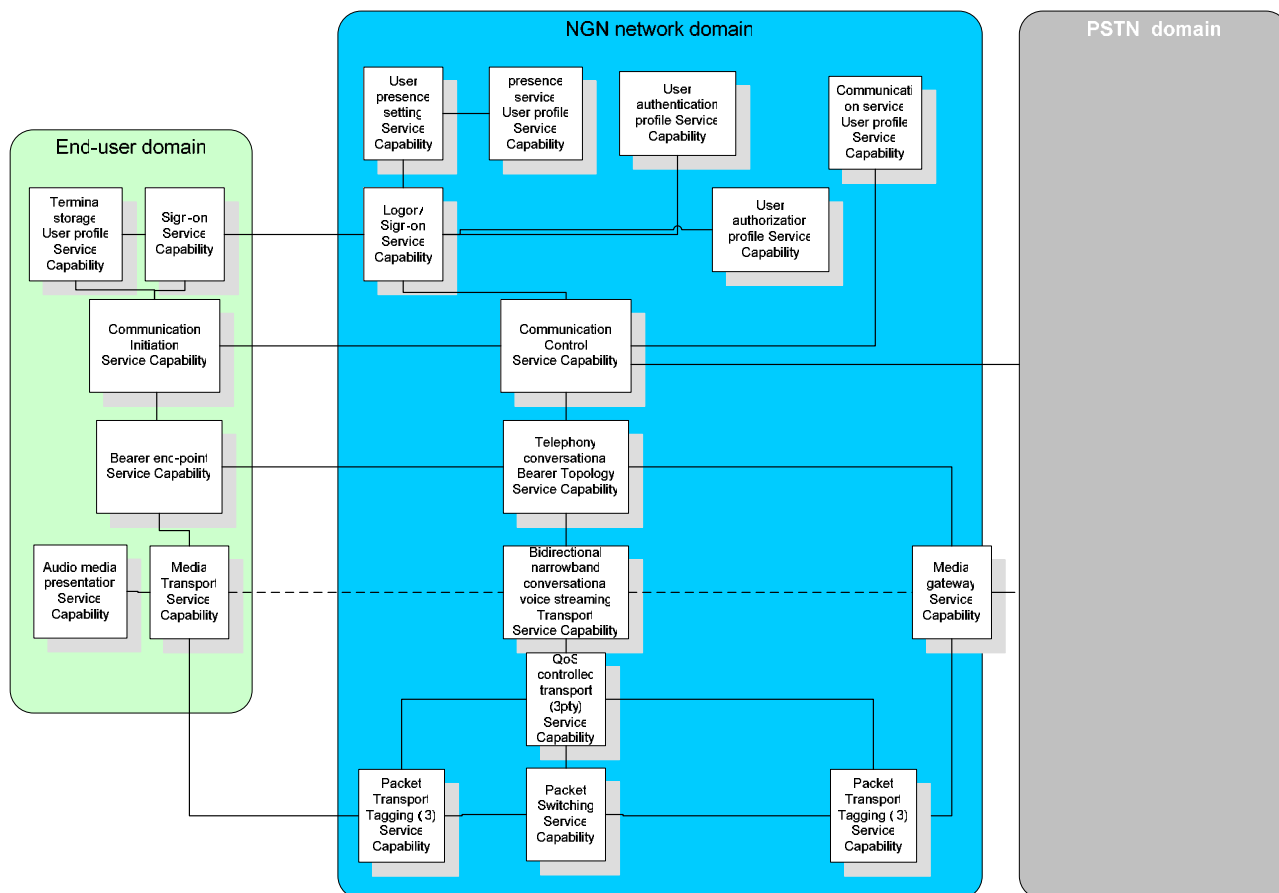 NGN network domain
PSTN domain
End-user domain
User
presence
setting
Service
Capability
presence
service
User profile
Service
Capability
User
authentication
profile Service
Capability
Communicati
on service
User profile
Service
Capability
Termina
storage
User profile
Service
Capability
Sign-on
Service
Capability
Logon/
Sign-on
Service
Capability
User
authorization
profile Service
Capability
Communication
Initiation
Service Capability
Communication
Control
Service Capability
Bearer end-point
Service Capability
Telephony
conversationa
Bearer Topology
Service Capability
Audio media
presentation
Service
Capability
Media
Transport
Service
Capability
Bidirectional
narrowband
conversationa
voice streaming
Transport
Service Capability
Media
gateway
Service
Capability
QoS
controlled
transport
(3pty)
Service
Capability
Packet
Transport
Tagging (3)
Service
Capability
Packet
Switching
Service
Capability
Packet
Transport
Tagging (3)
Service
Capability